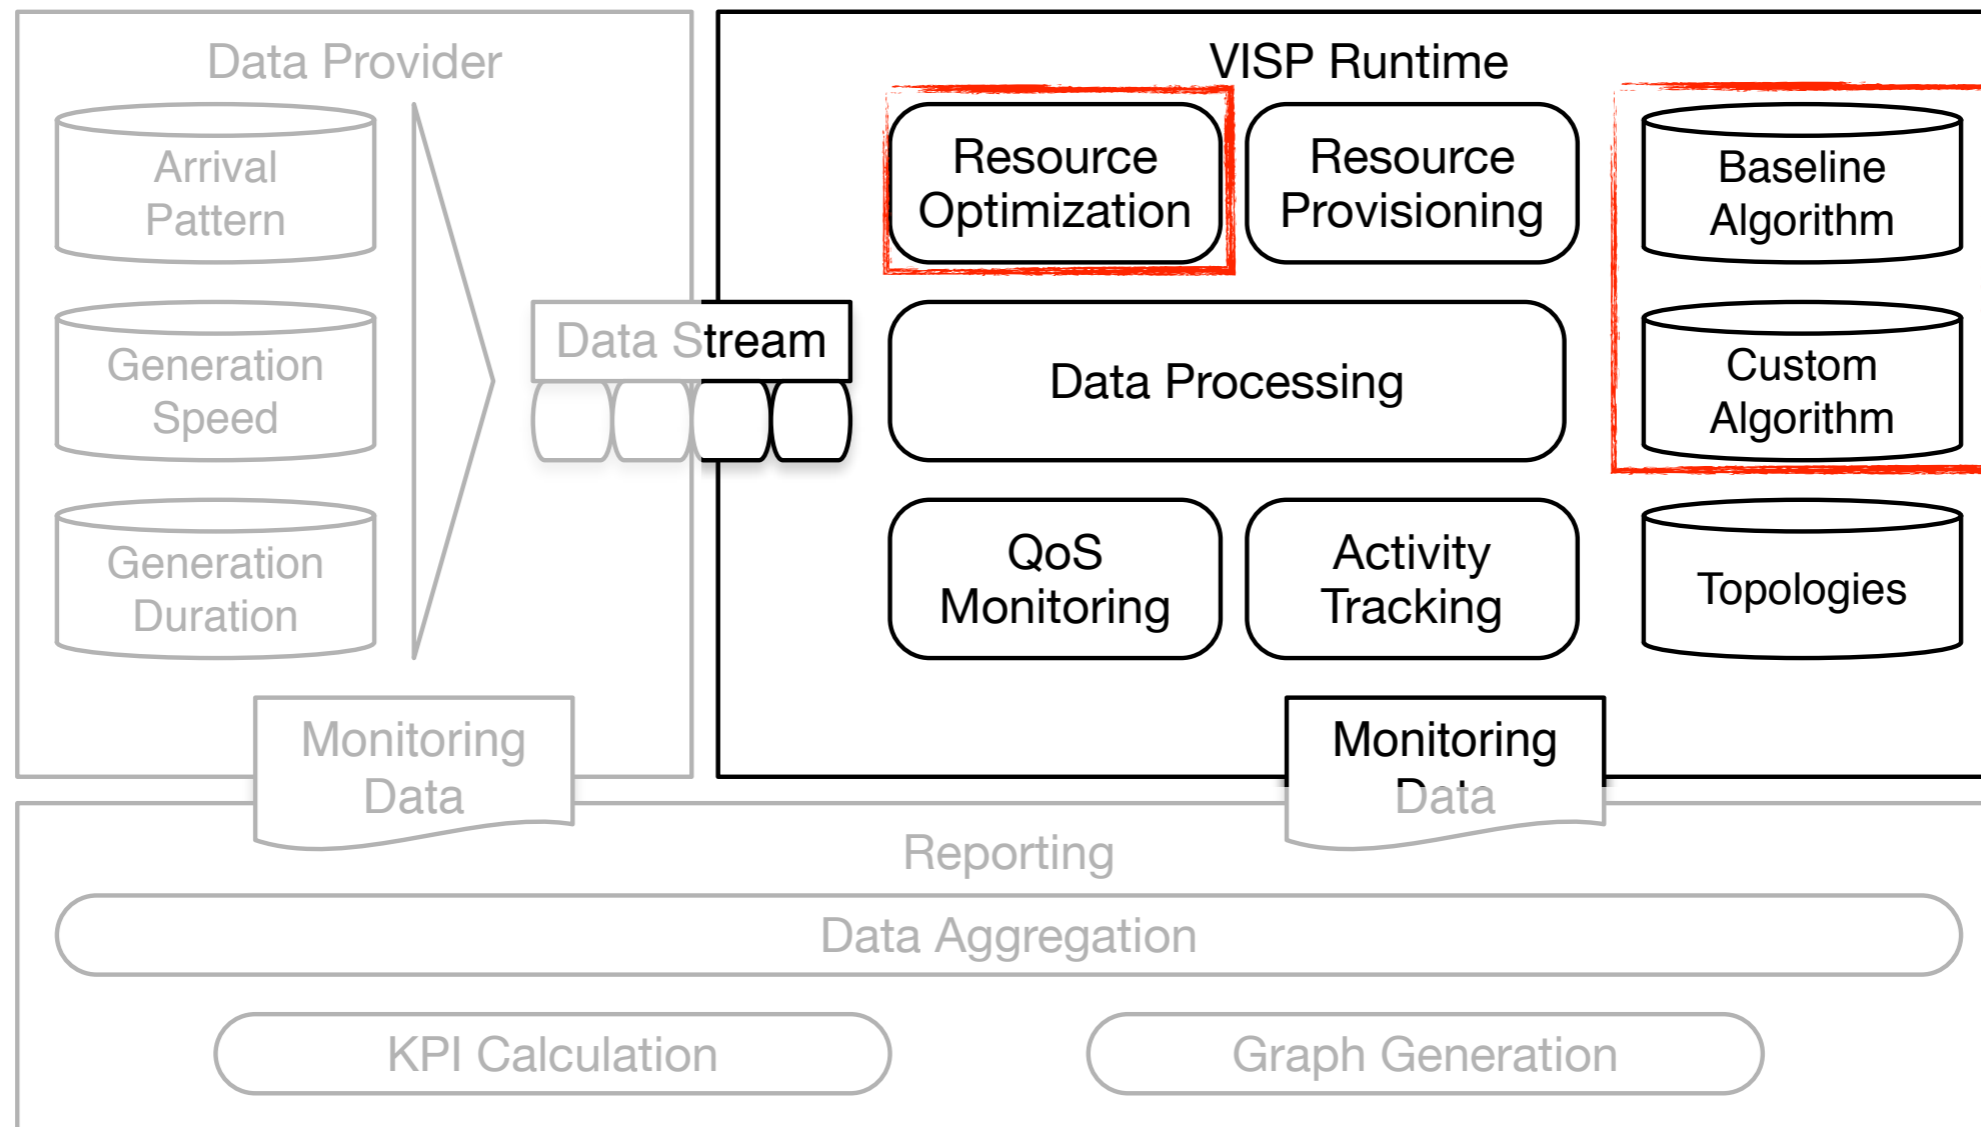 Data Provider
Arrival
Pattern
Generation
Speed
Generation
Duration
Data Stream
Monitoring
Data
VISP Runtime
Resource
Optimization
Resource
Provisioning
Baseline
Algorithm
Data Processing
Custom
Algorithm
QoS
Monitoring
Activity
Tracking
Topologies
Monitoring
Data
Reporting
Data Aggregation
KPI Calculation
Graph Generation